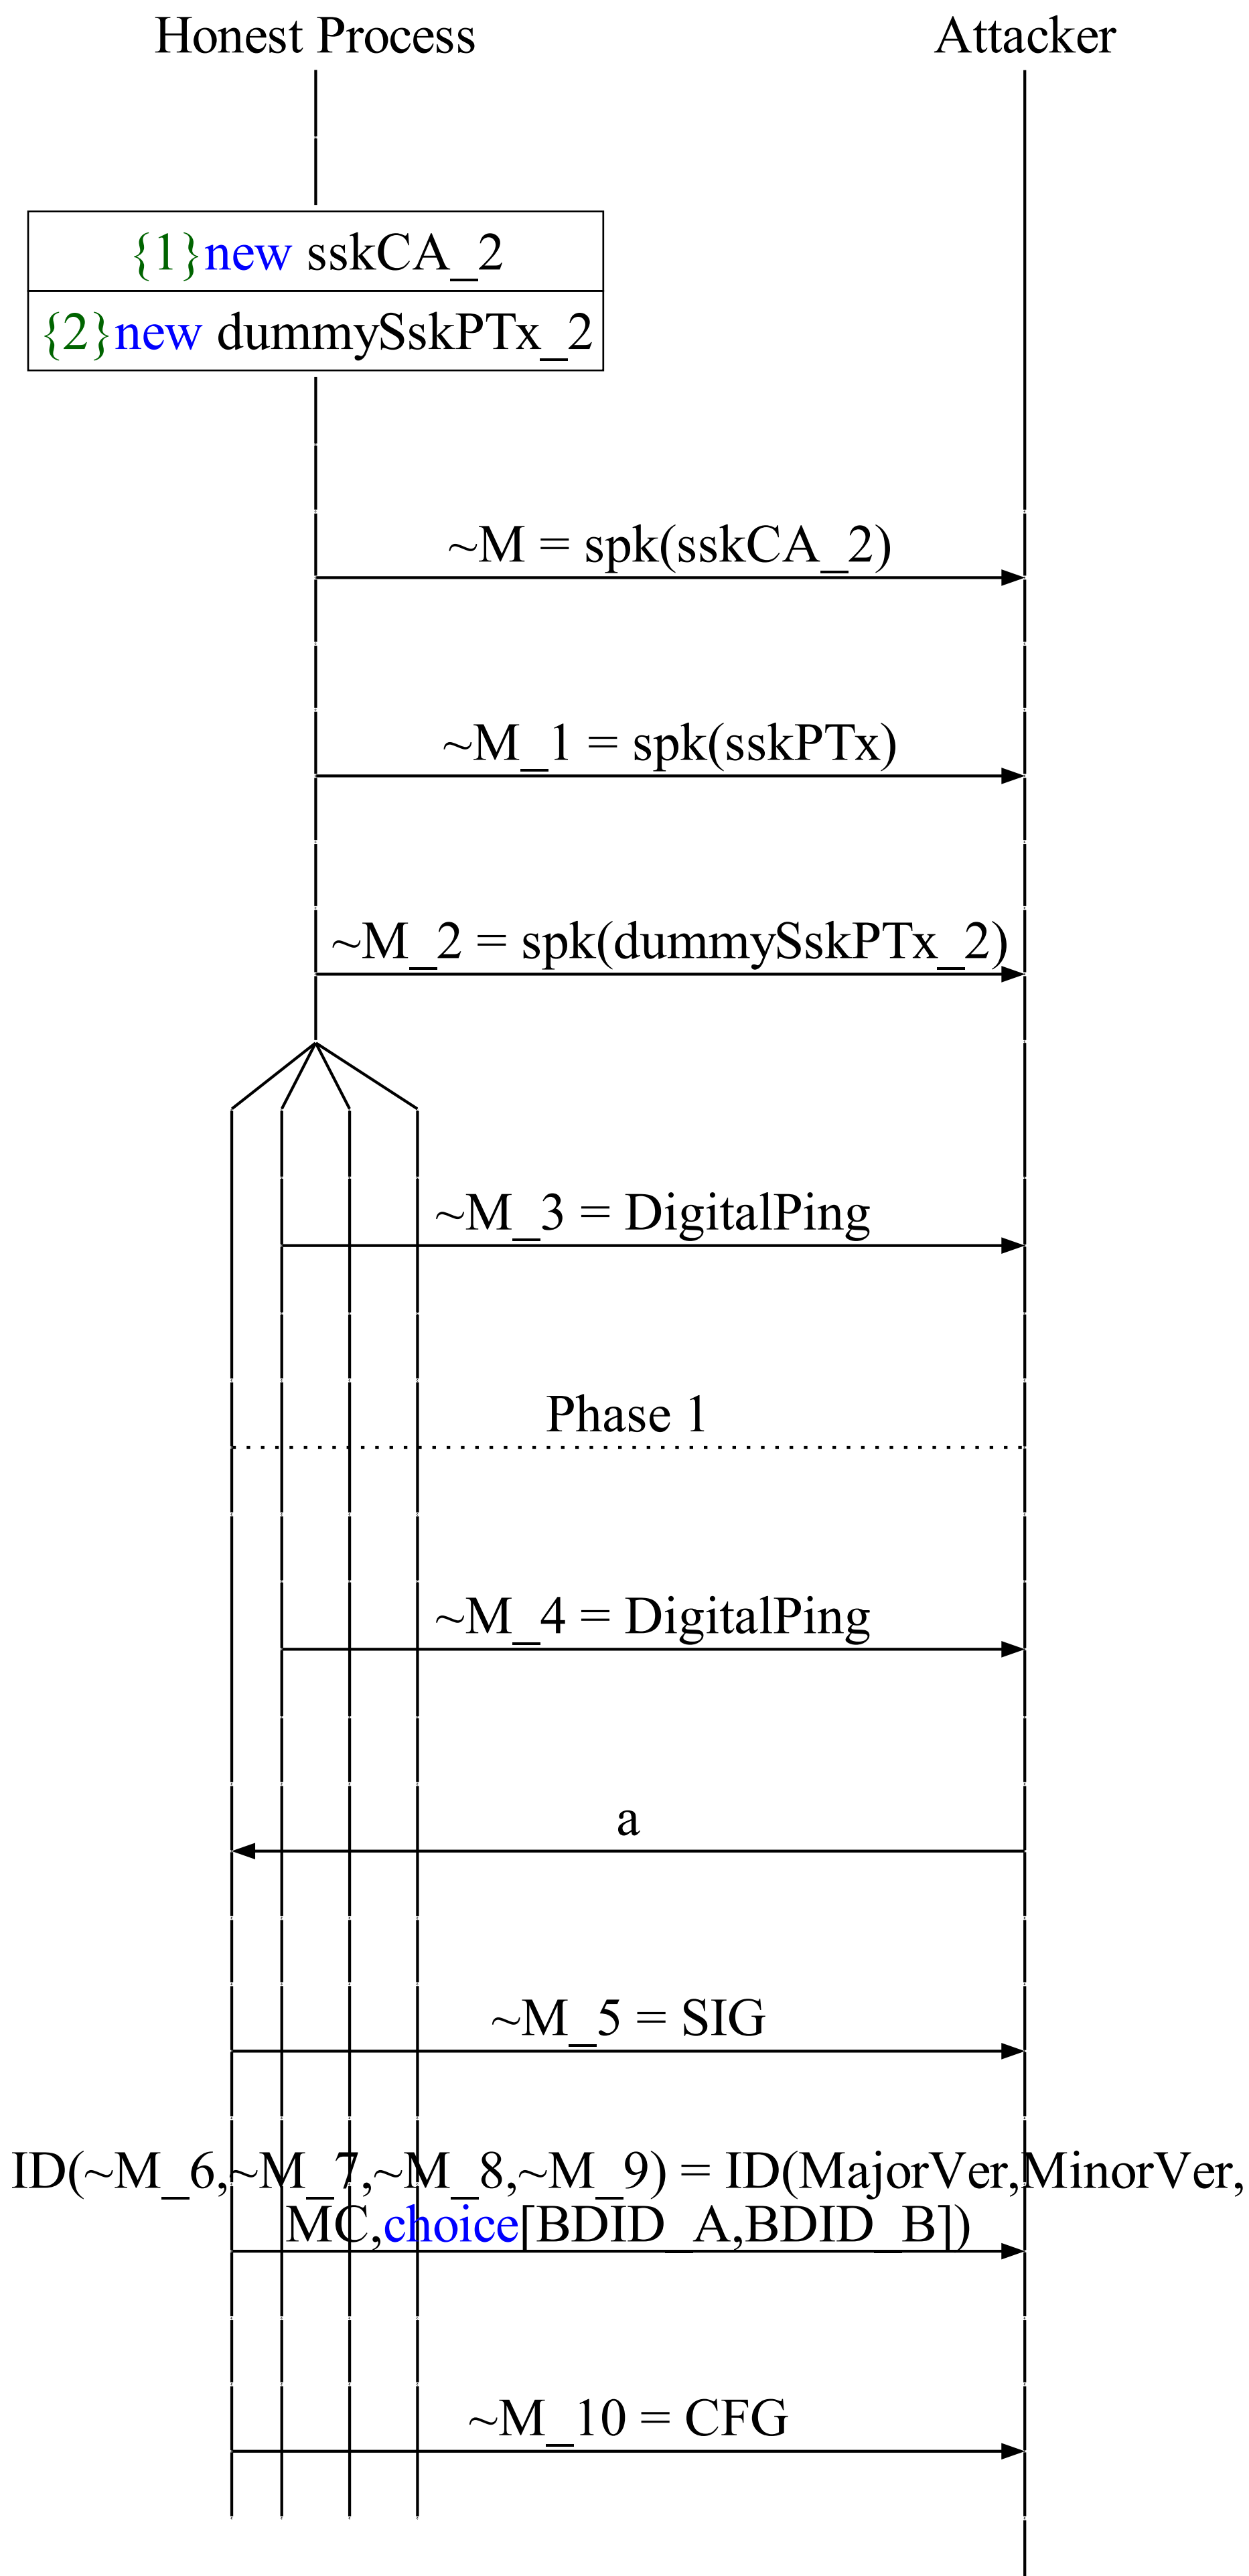 Honest Process
Attacker
{1}new sskCA_2
{2}new dummySskPTx_2
~M = spk(sskCA_2)
~M_1 = spk(sskPTx)
~M_2 = spk(dummySskPTx_2)
~M_3 = DigitalPing
Phase 1
~M_4 = DigitalPing
a
~M_5 = SIG
ID(~M_6,~M_7,~M_8,~M_9) = ID(MajorVer,MinorVer,
MC,choice[BDID_A,BDID_B])
~M_10 = CFG